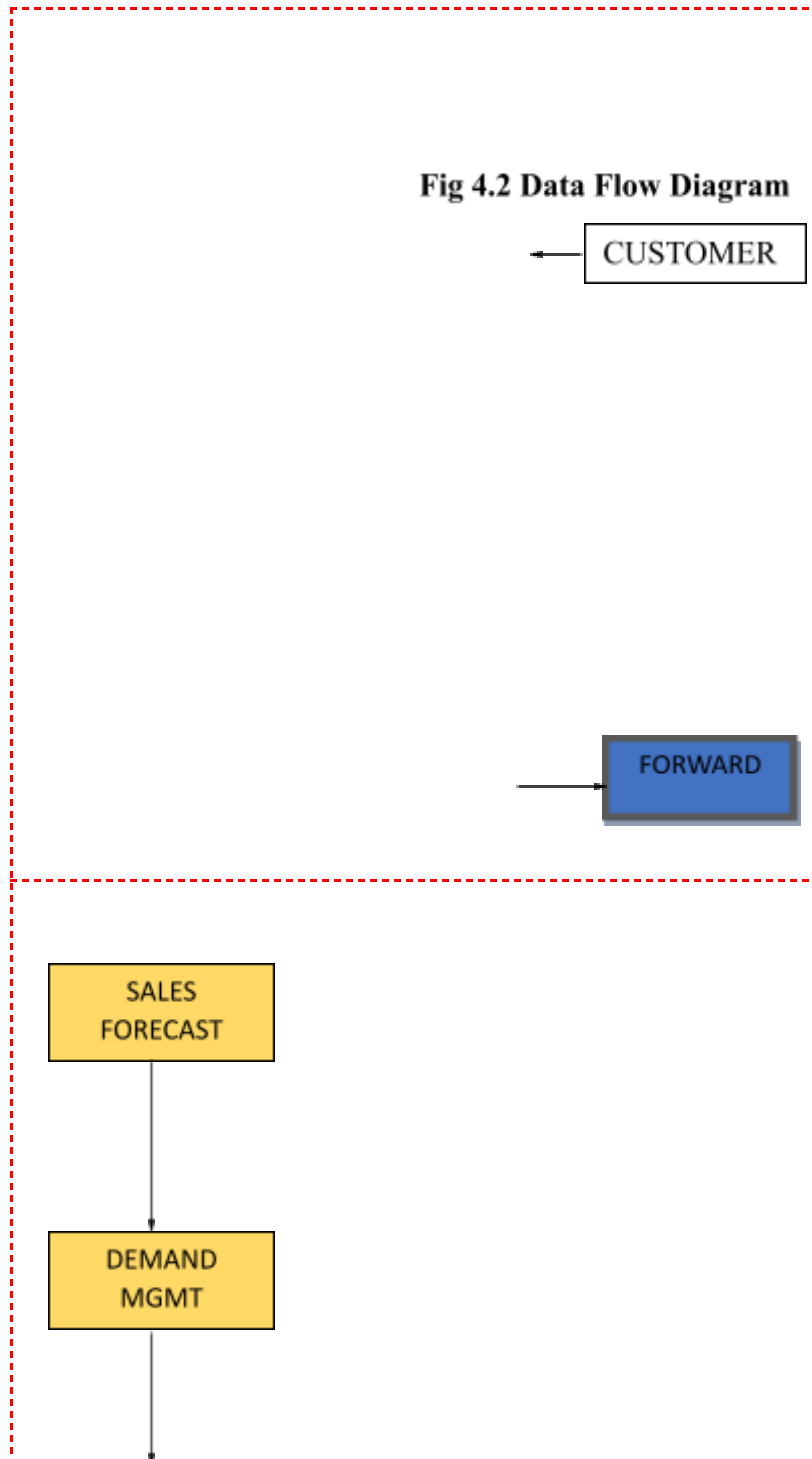 Fig 4.2 Data Flow Diagram
CUSTOMER
FORWARD
SALES
FORECAST
DEMAND
MGMT